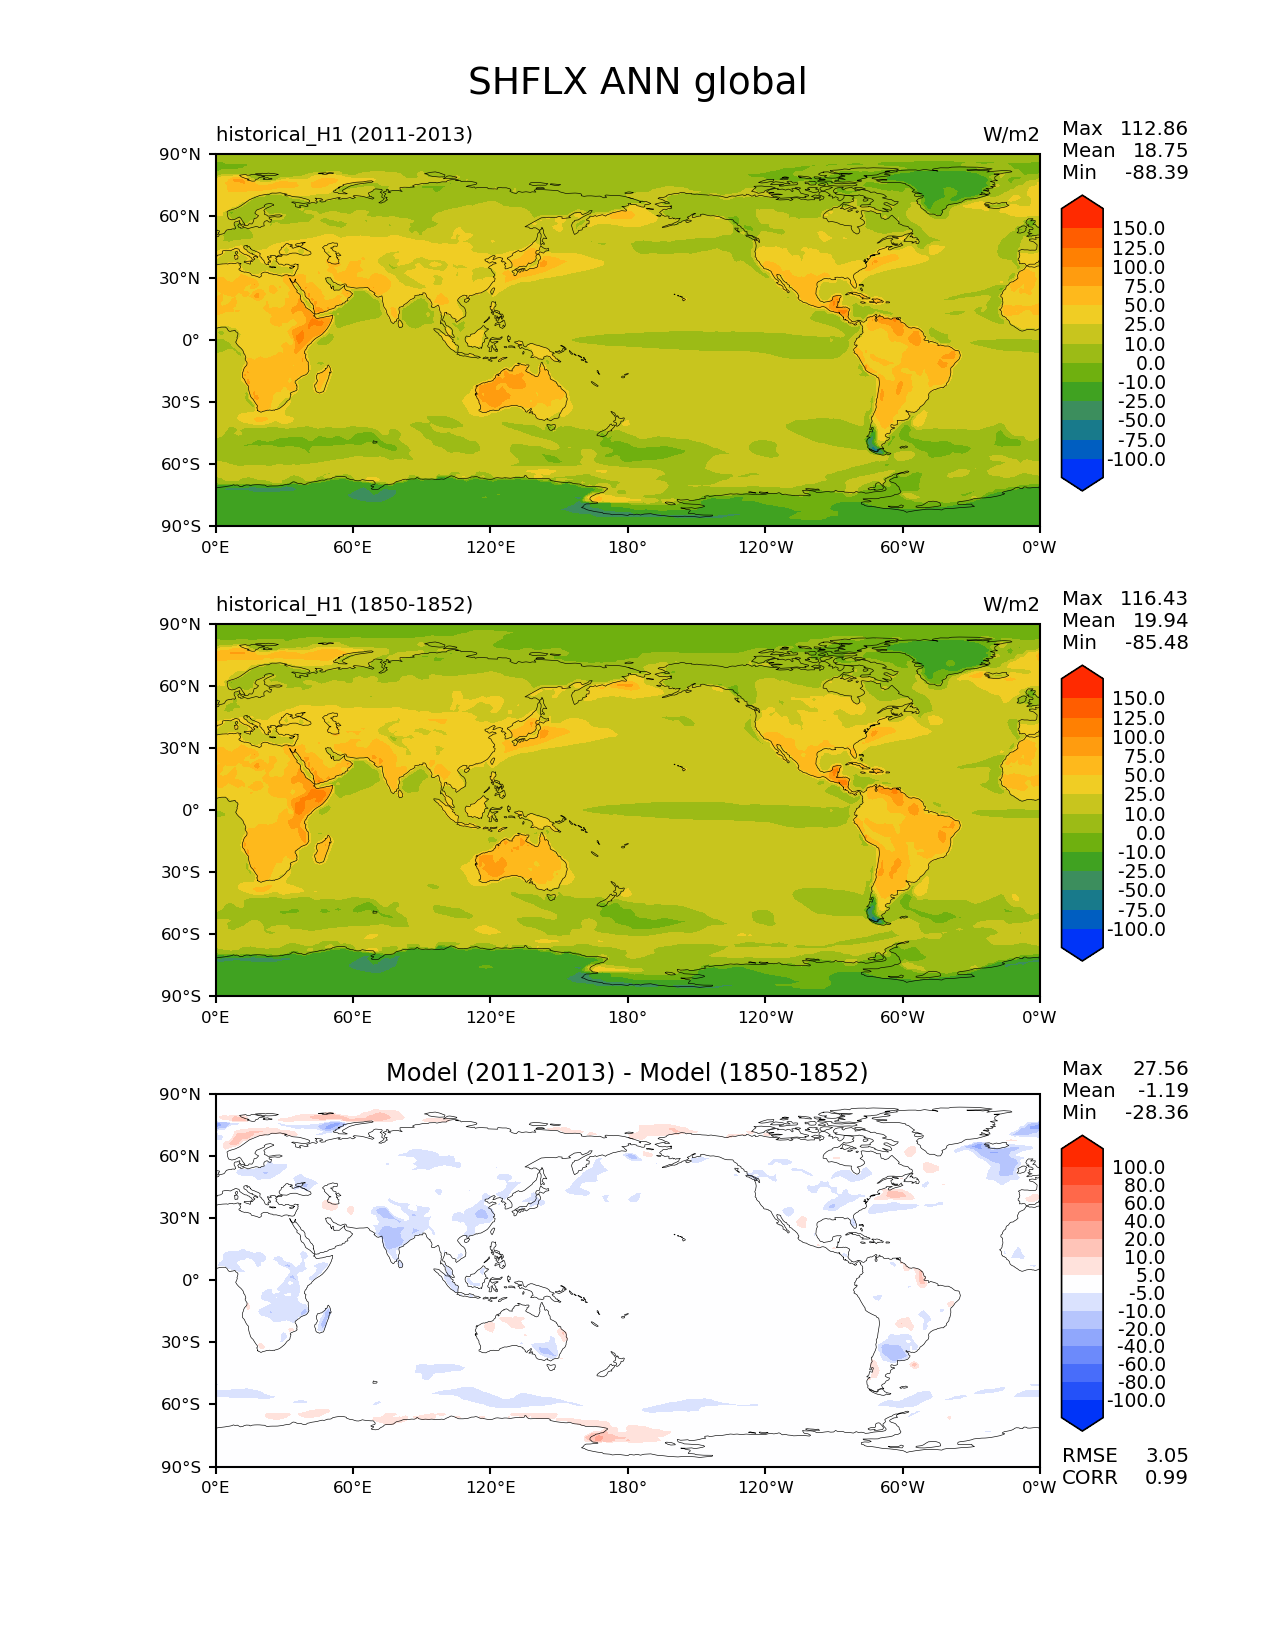 SHFLX ANN global
historical_H1 (2011-2013)
W/m2
Max 112.86
Mean 18.75
Min -88.39
90°N
60°N
30°N
0°
30°S
60°S
90°S
0°E 60°E 120°E 180° 120°W 60°W 0°W
150.0
125.0
100.0
75.0
50.0
25.0
10.0
0.0
-10.0
-25.0
-50.0
-75.0
-100.0
historical_H1 (1850-1852)
W/m2
Max 116.43
Mean 19.94
Min -85.48
90°N
60°N
30°N
0°
30°S
60°S
90°S
0°E 60°E 120°E 180° 120°W 60°W 0°W
150.0
125.0
100.0
75.0
50.0
25.0
10.0
0.0
-10.0
-25.0
-50.0
-75.0
-100.0
Model (2011-2013) - Model (1850-1852)
Max 27.56
Mean -1.19
Min -28.36
90°N
60°N
30°N
0°
30°S
60°S
90°S
0°E 60°E 120°E 180° 120°W 60°W 0°W
100.0
80.0
60.0
40.0
20.0
10.0
5.0
-5.0
-10.0
-20.0
-40.0
-60.0
-80.0
-100.0
RMSE 3.05
CORR 0.99